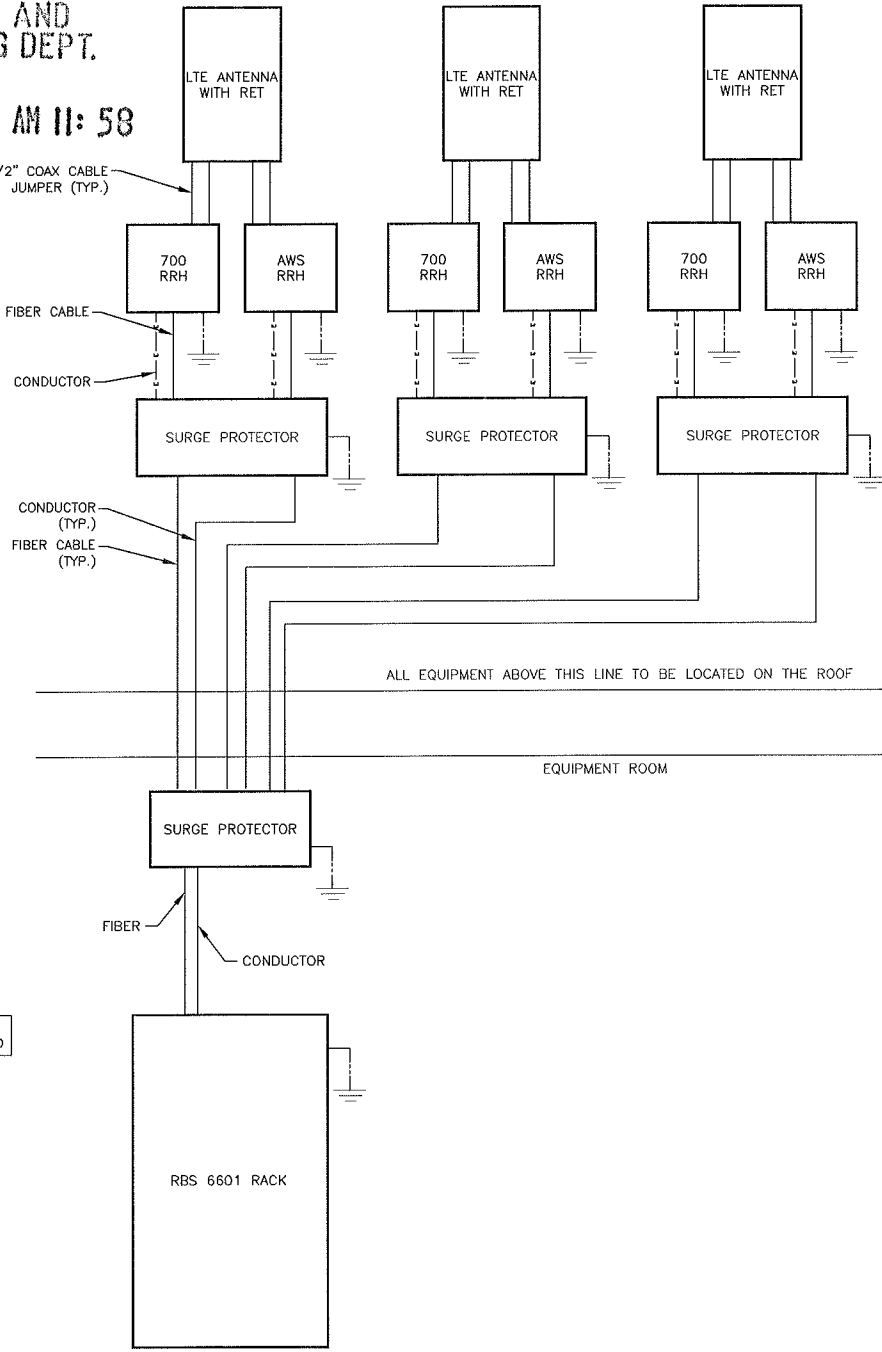 AND
DEPT.
AM 11: 58
LTE ANTENNA
WITH RET
LTE ANTENNA
WITH RET
LTE ANTENNA
WITH RET
/2" COAX CABLE
JUMPER (TYP.)
700
RRH
AWS
RRH
700
RRH
AWS
RRH
700
RRH
AWS
RRH
FIBER CABLE
CONDUCTOR
SURGE PROTECTOR
SURGE PROTECTOR
SURGE PROTECTOR
CONDUCTOR
(TYP.)
FIBER CABLE
(TYP.)
ALL EQUIPMENT ABOVE THIS LINE TO BE LOCATED ON THE ROOF
EQUIPMENT ROOM
SURGE PROTECTOR
FIBER
CONDUCTOR
RBS 6601 RACK